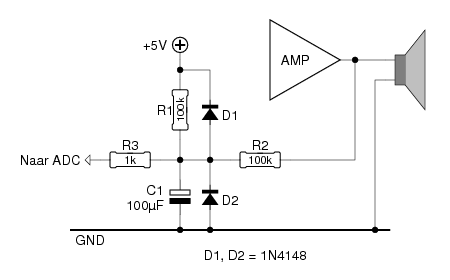 +5V
AMP
R1
100k
D1
R3
R2
Naar ADC
1k
100k
C1
100µF
D2
GND
D1, D2 = 1N4148